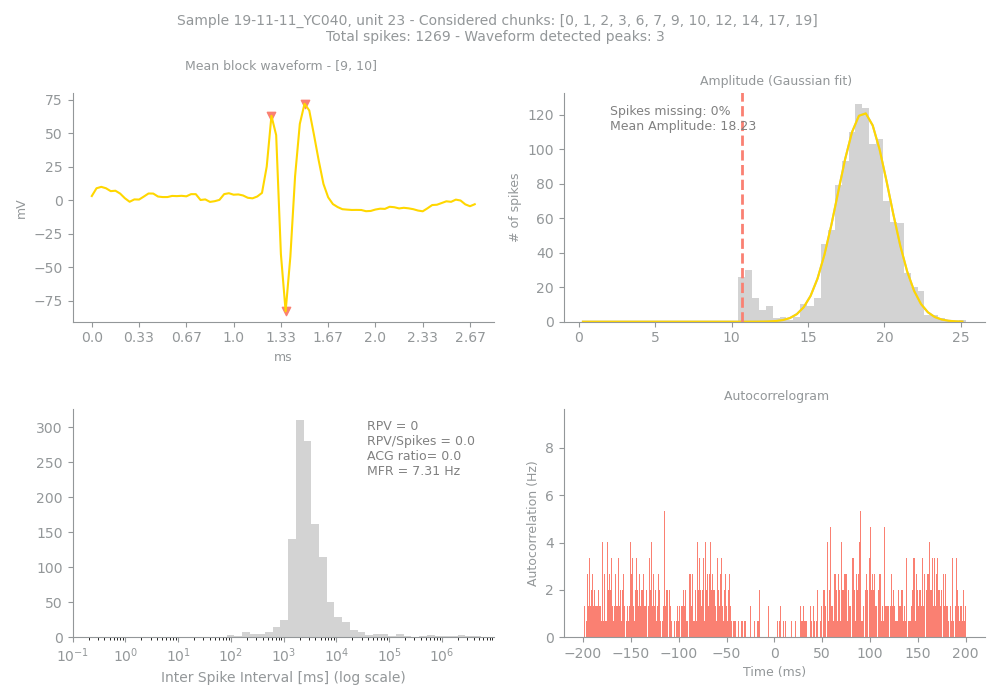 Sample 19-11-11_YC040, unit 23 - Considered chunks: [0, 1, 2, 3, 6, 7, 9, 10, 12, 14, 17, 19]
Total spikes: 1269 - Waveform detected peaks: 3
Mean block waveform - [9, 10]
75
50
25
0
−25
−50
−75
mV
0.0 0.33 0.67 1.0 1.33 1.67 2.0 2.33 2.67
ms
Amplitude (Gaussian fit)
Spikes missing: 0%
Mean Amplitude: 18.23
120
100
80
60
40
20
0
# of spikes
0 5 10 15 20 25
RPV = 0
RPV/Spikes = 0.0
ACG ratio= 0.0
MFR = 7.31 Hz
300
250
200
150
100
50
0
10⁻¹ 10⁰ 10¹ 10² 10³ 10⁴ 10⁵ 10⁶
Inter Spike Interval [ms] (log scale)
Autocorrelogram
8
6
4
2
0
Autocorrelation (Hz)
−200 −150 −100 −50 0 50 100 150 200
Time (ms)